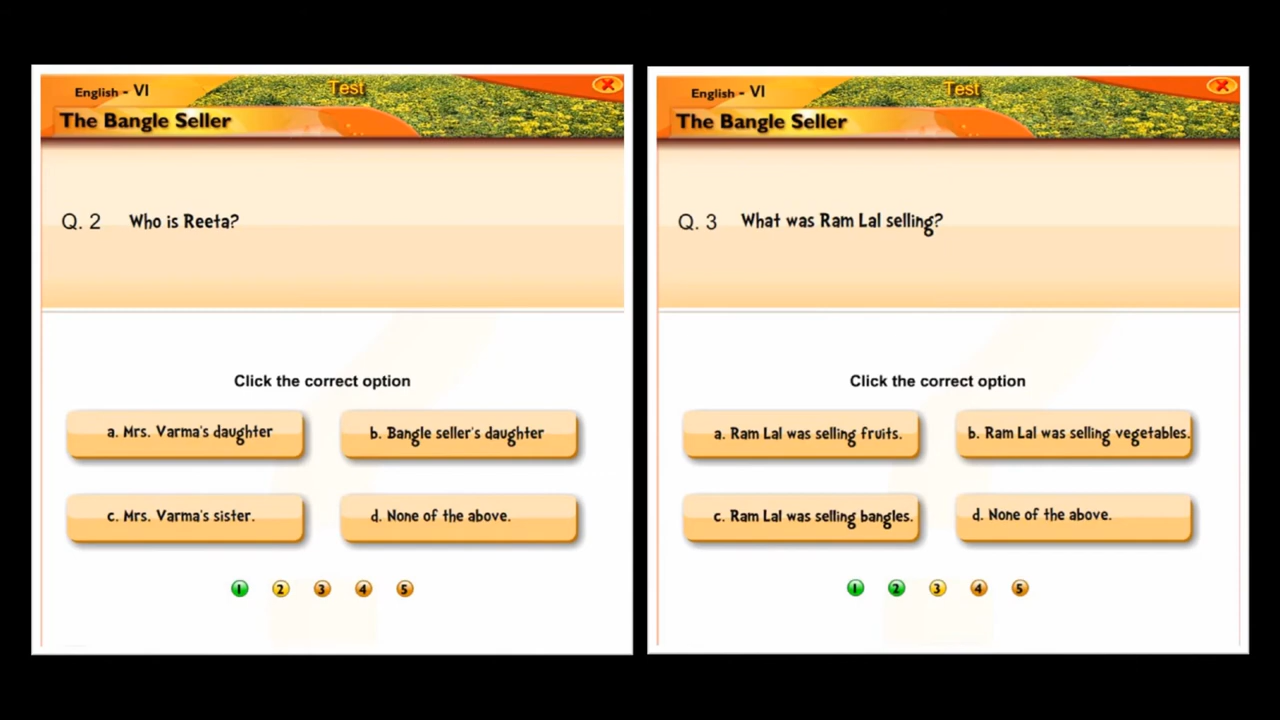 English - VI
Test
The Bangle Seller
Q. 2 Who is Reeta?
Click the correct option
a. Mrs. Varma's daughter
b. Bangle seller's daughter
c. Mrs. Varma's sister.
d. None of the above.
1 2 3 4 5
English - VI
Test
The Bangle Seller
Q. 3 What was Ram Lal selling?
Click the correct option
a. Ram Lal was selling fruits.
b. Ram Lal was selling vegetables.
c. Ram Lal was selling bangles.
d. None of the above.
1 2 3 4 5